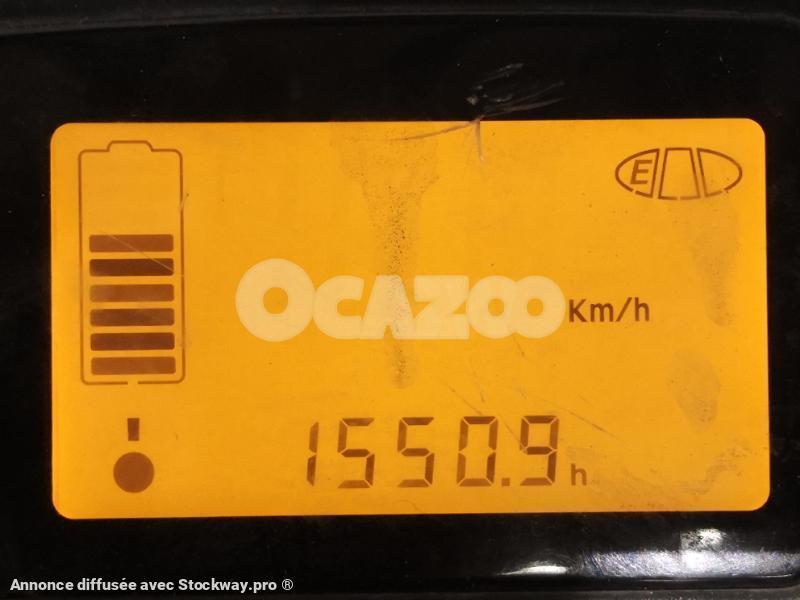 E
OCAZOO
Km/h
1550.9 h
Annonce diffusée avec Stockway.pro ®